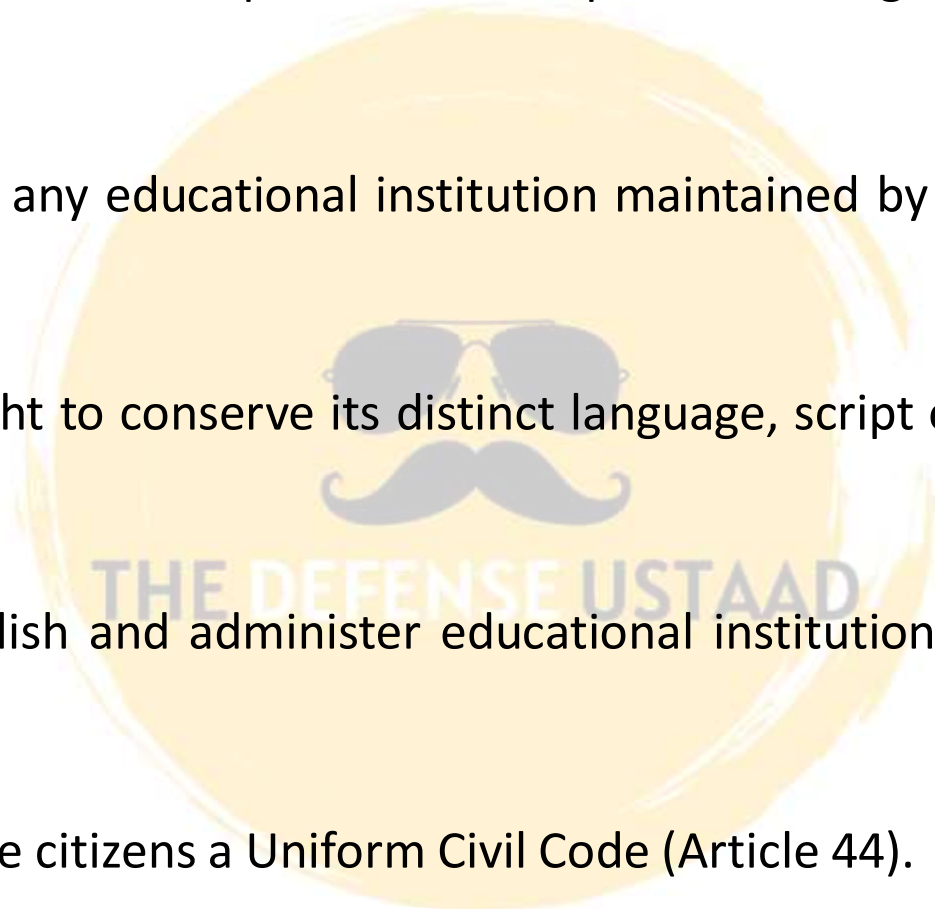 any educational institution maintained by
ht to conserve its distinct language, script
THE DEFENSE USTAAD
lish and administer educational institution
e citizens a Uniform Civil Code (Article 44).